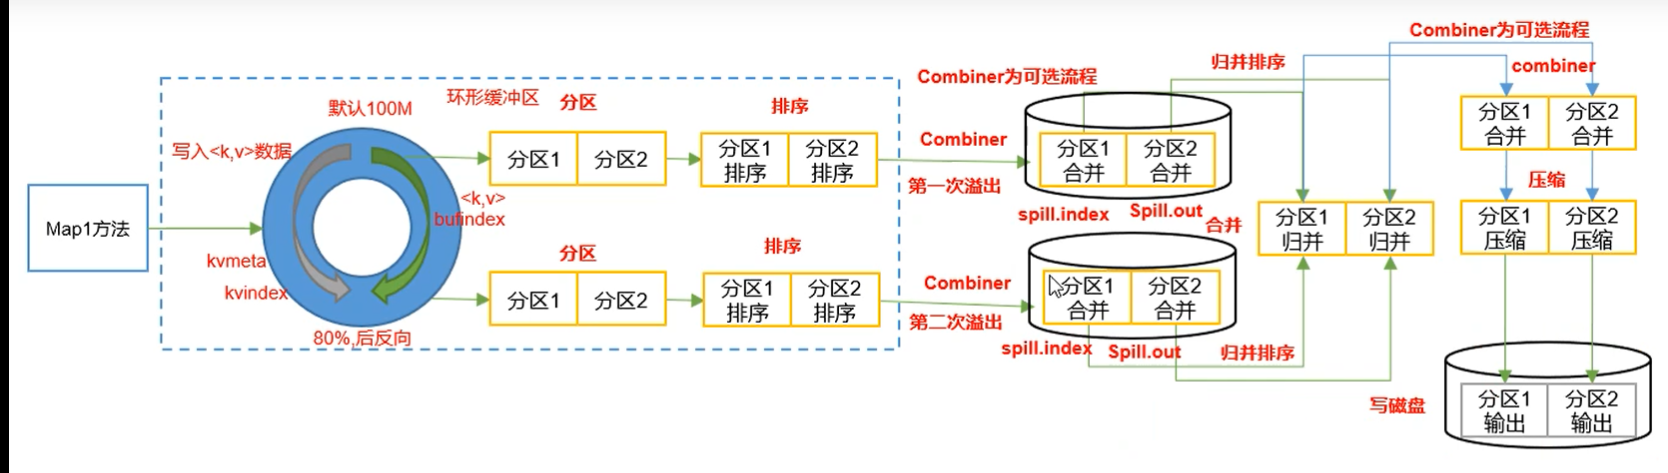 Map1方法
默认100M
写入<k,v>数据
kvmeta
kvindex
80%,后反向
<k,v>
bufindex
环形缓冲区
分区
分区1
分区2
排序
分区1
排序
分区2
排序
分区
分区1
分区2
排序
分区1
排序
分区2
排序
Combiner为可选流程
Combiner
第一次溢出
分区1
合并
分区2
合并
spill.index
Spill.out
Combiner
第二次溢出
分区1
合并
分区2
合并
spill.index
Spill.out
归并排序
合并
分区1
归并
分区2
归并
归并排序
Combiner为可选流程
combiner
分区1
合并
分区2
合并
压缩
分区1
压缩
分区2
压缩
写磁盘
分区1
输出
分区2
输出